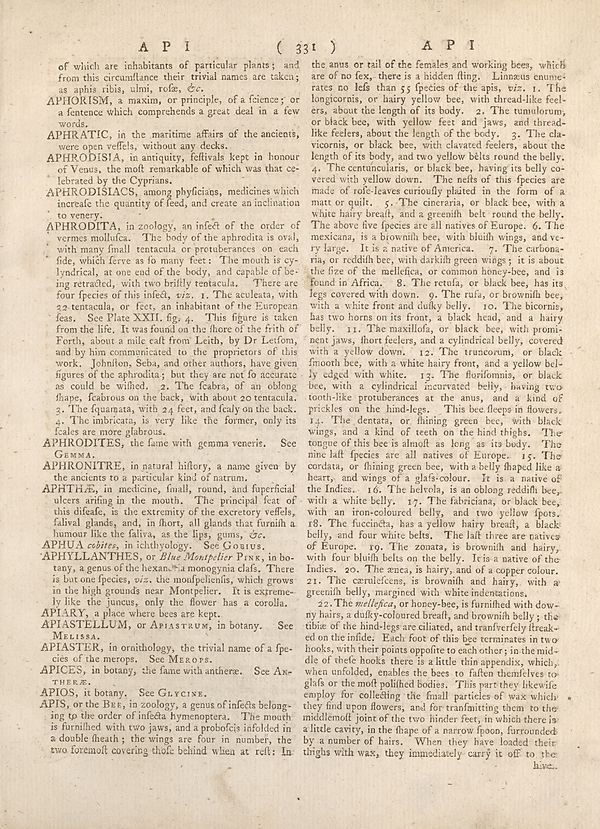 A P I ( 331 ) A P I
of which are inhabitants of particular plants; and
from this circumſtance their trivial names are taken;
as aphis ribis, ulmi, roſæ, &c.
APHORISM, a maxim, or principle, of a ſcience; or
a ſentence which comprehends a great deal in a few
words.
APHRATIC, in the maritime affairs of the ancients,
were open veſſels, without any decks.
APHRODISIA, in antiquity, feſtivals kept in honour
of Venus, the moſt remarkable of which was that ce-
lebrated by the Cyprians.
APHRODISIACS, among phyſicians, medicines which
increaſe the quantity of ſeed, and create an inclination
to venery.
APHRODITA, in zoology, an inſect of the order of
vermes molluſca. The body of the aphrodita is oval,
with many ſmall tentacula or protuberances on each
ſide, which ſerve as ſo many feet: The mouth is cy-
lyndrical, at one end of the body, and capable of be-
ing retracted, with two briſtly tentacula. There are
four ſpecies of this inſect, viz. 1. The aculeata, with
32 tentacula, or feet, an inhabitant of the European
ſeas. See Plate XXII. fig. 4. This figure is taken
from the life. It was found on the ſhore of the frith of
Forth, about a mile eaſt from Leith, by Dr Letſom,
and by him communicated to the proprietors of this
work. Johnſton, Seba, and other authors, have given
figures of the aphrodita; but they are not ſo accurate
as could be wiſhed. 2. The ſcabra, of an oblong
ſhape, ſcabrous on the back, with about 20 tentacula.
3. The ſquamata, with 24 feet, and ſcaly on the back.
4. The imbricata, is very like the former, only its
ſcales are more glabrous.
APHRODITES, the ſame with gemma veneris. See
GEMMA.
APHRONITRE, in natural hiſtory, a name given by
the ancients to a particular kind of natrum.
APHTHÆ, in medicine, ſmall, round, and ſuperficial
ulcers ariſing in the mouth. The principal ſeat of
this diſeaſe, is the extremity of the excretory veſſels,
ſalival glands, and, in ſhort, all glands that furniſh a
humour like the ſaliva, as the lips, gums, &c.
APHUA cobites, in ichthyology. See GOBIUS.
APHYLLANTHES, or Blue Montpelier PINK, in bo-
tany, a genus of the hexandria monogynia claſs. There
is but one ſpecies, viz. the monſpelienſis, which grows
in the high grounds near Montpelier. It is extreme-
ly like the juncus, only the flower has a corolla.
APIARY, a place where bees are kept.
APIASTELLUM, or APIASTRUM, in botany. See
MELISSA.
APIASTER, in ornithology, the trivial name of a ſpe-
cies of the merops. See MEROPS.
APICES, in botany, the ſame with antheræ. See AN-
THERÆ.
APIOS, it botany. See GLYCINE.
APIS, or the BEE, in zoology, a genus of inſects belong-
ing to the order of inſecta hymenoptera. The mouth
is furniſhed with two jaws, and a proboſcis infolded in
a double ſheath; the wings are four in number, the
two foremoſt covering thoſe behind when at reſt: In
the anus or tail of the females and working bees, which
are of no ſex, there is a hidden ſting. Linnæus enume-
rates no leſs than 55 ſpecies of the apis, viz. 1. The
longicornis, or hairy yellow bee, with thread-like feel-
ers, about the length of its body. 2. The tumulorum,
or black bee, with yellow feet and jaws, and thread-
like feelers, about the length of the body. 3. The cla-
vicornis, or black bee, with clavated feelers, about the
length of its body, and two yellow belts round the belly.
4. The centuncularis, or black bee, having its belly co-
vered with yellow down. The neſts of this ſpecies are
made of roſe-leaves curiouſly plaited in the form of a
matt or quilt. 5. The cineraria, or black bee, with a
white hairy breaſt, and a greeniſh belt round the belly.
The above five ſpecies are all natives of Europe. 6. The
mexicana, is a browniſh bee, with bluiſh wings, and ve-
ry large. It is a native of America. 7. The carbona-
ria, or reddiſh bee, with darkiſh green wings; it is about
the ſize of the melleſica, or common honey-bee, and is
found in Africa. 8. The retuſa, or black bee, has its
legs covered with down. 9. The rufa, or browniſh bee,
with a white front and duſky belly. 10. The bicornis,
has two horns on its front, a black head, and a hairy
belly. 11. The maxilloſa, or black bee, with promi-
nent jaws, ſhort feelers, and a cylindrical belly, covered
with a yellow down. 12. The truncorum, or black
ſmooth bee, with a white hairy front, and a yellow bel-
ly edged with white. 13. The floriſomnis, or black
bee, with a cylindrical incurvated belly, having two
tooth-like protuberances at the anus, and a kind of
prickles on the hind-legs. This bee ſleeps in flowers.
14. The dentata, or ſhining green bee, with black
wings, and a kind of teeth on the hind thighs. The
tongue of this bee is almoſt as long as its body. The
nine laſt ſpecies are all natives of Europe. 15. The
cordata, or ſhining green bee, with a belly ſhaped like a
heart, and wings of a glaſs-colour. It is a native of
the Indies. 16. The helvola, is an oblong reddiſh bee,
with a white belly. 17. The fabriciana, or black bee,
with an iron-coloured belly, and two yellow ſpots.
18. The ſuccincta, has a yellow hairy breaſt, a black
belly, and four white belts. The laſt three are natives
of Europe. 19. The zonata, is browniſh and hairy,
with four bluiſh belts on the belly. It is a native of the
Indies. 20. The ænea, is hairy, and of a copper colour.
21. The cærulefcens, is browniſh and hairy, with a
greeniſh belly, margined with white indentations.
22. The mellefica, or honey-bee, is furniſhed with dow-
ny hairs, a duſky-coloured breaſt, and browniſh belly; the
tibiæ of the hind-legs are ciliated, and tranſverſely ſtreak-
ed on the inſide. Each foot of this bee terminates in two
hooks, with their points oppoſite to each other; in the mid-
dle of theſe hooks there is a little thin appendix, which,
when unfolded, enables the bees to faſten themſelves to
glaſs or the moſt poliſhed bodies. This part they likewiſe
employ for collecting the ſmall particles of wax which
they find upon flowers, and for tranſmitting them to the
middlemoſt joint of the two hinder feet, in which there is
a little cavity, in the ſhape of a narrow ſpoon, ſurrounded
by a number of hairs. When they have loaded their
thighs with wax, they immediately carry it off to the
hive.